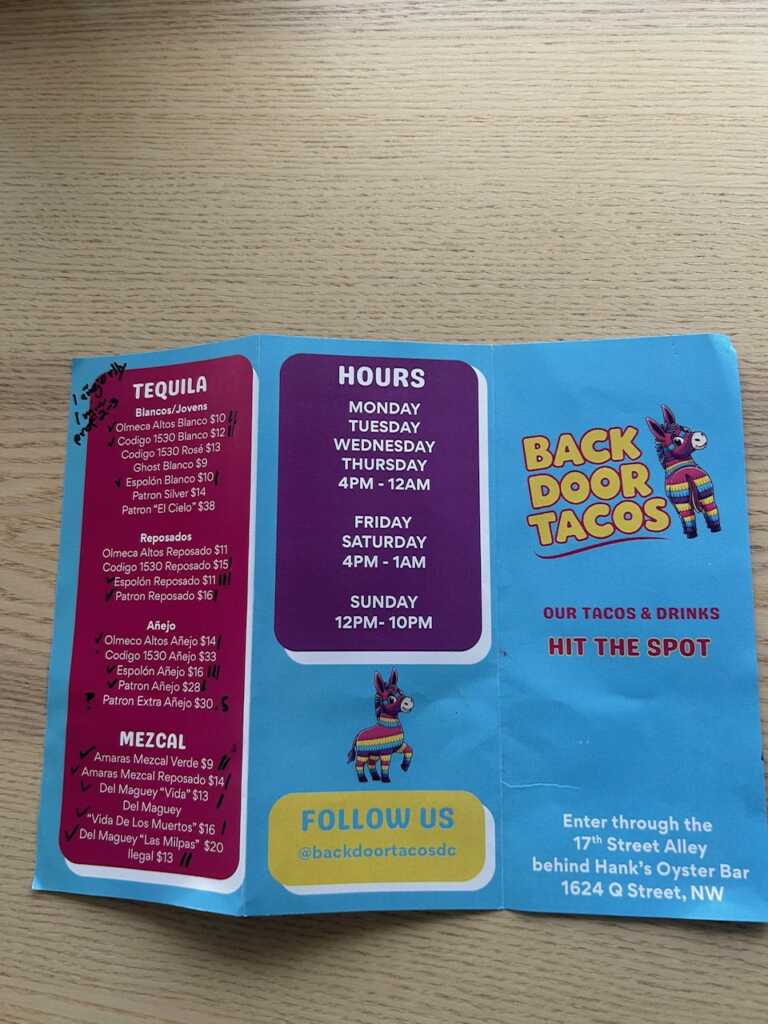 TEQUILA
Blancos/Jovens
Olmeca Altos Blanco $10
Codigo 1530 Blanco $12
Codigo 1530 Rosé $13
Ghost Blanco $9
Espolón Blanco $10
Patron Silver $14
Patron "El Cielo" $38
Reposados
Olmeca Altos Reposado $11
Codigo 1530 Reposado $15
Espolón Reposado $11
Patron Reposado $16
Añejo
Olmeco Altos Añejo $14
Codigo 1530 Añejo $33
Espolón Añejo $16
Patron Añejo $28
? Patron Extra Añejo $30 .5
MEZCAL
Amaras Mezcal Verde $9
Amaras Mezcal Reposado $14
Del Maguey "Vida" $13
Del Maguey
"Vida De Los Muertos" $16
Del Maguey "Las Milpas" $20
Ilegal $13
HOURS
MONDAY
TUESDAY
WEDNESDAY
THURSDAY
4PM - 12AM
FRIDAY
SATURDAY
4PM - 1AM
SUNDAY
12PM- 10PM
FOLLOW US
@backdoortacosdc
BACK
DOOR
TACOS
OUR TACOS & DRINKS
HIT THE SPOT
Enter through the
17th Street Alley
behind Hank's Oyster Bar
1624 Q Street, NW